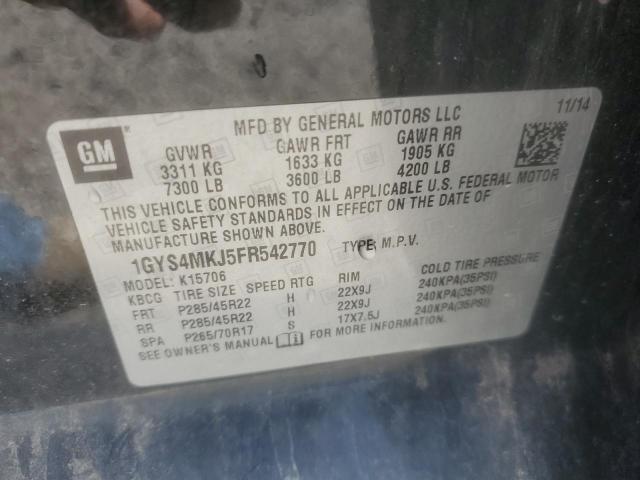 11/14
MFD BY GENERAL MOTORS LLC
GM
GVWR GAWR FRT GAWR RR
3311 KG 1633 KG 1905 KG
7300 LB 3600 LB 4200 LB
THIS VEHICLE CONFORMS TO ALL APPLICABLE U.S. FEDERAL MOTOR
VEHICLE SAFETY STANDARDS IN EFFECT ON THE DATE OF
MANUFACTURE SHOWN ABOVE.
1GYS4MKJ5FR542770 TYPE: M.P.V.
MODEL: K15706
KBCG TIRE SIZE SPEED RTG RIM COLD TIRE PRESSURE
FRT P285/45R22 H 22X9J 240KPA(35PSI)
RR P285/45R22 H 22X9J 240KPA(35PSI)
SPA P265/70R17 S 17X7.5J
SEE OWNER'S MANUAL FOR MORE INFORMATION.